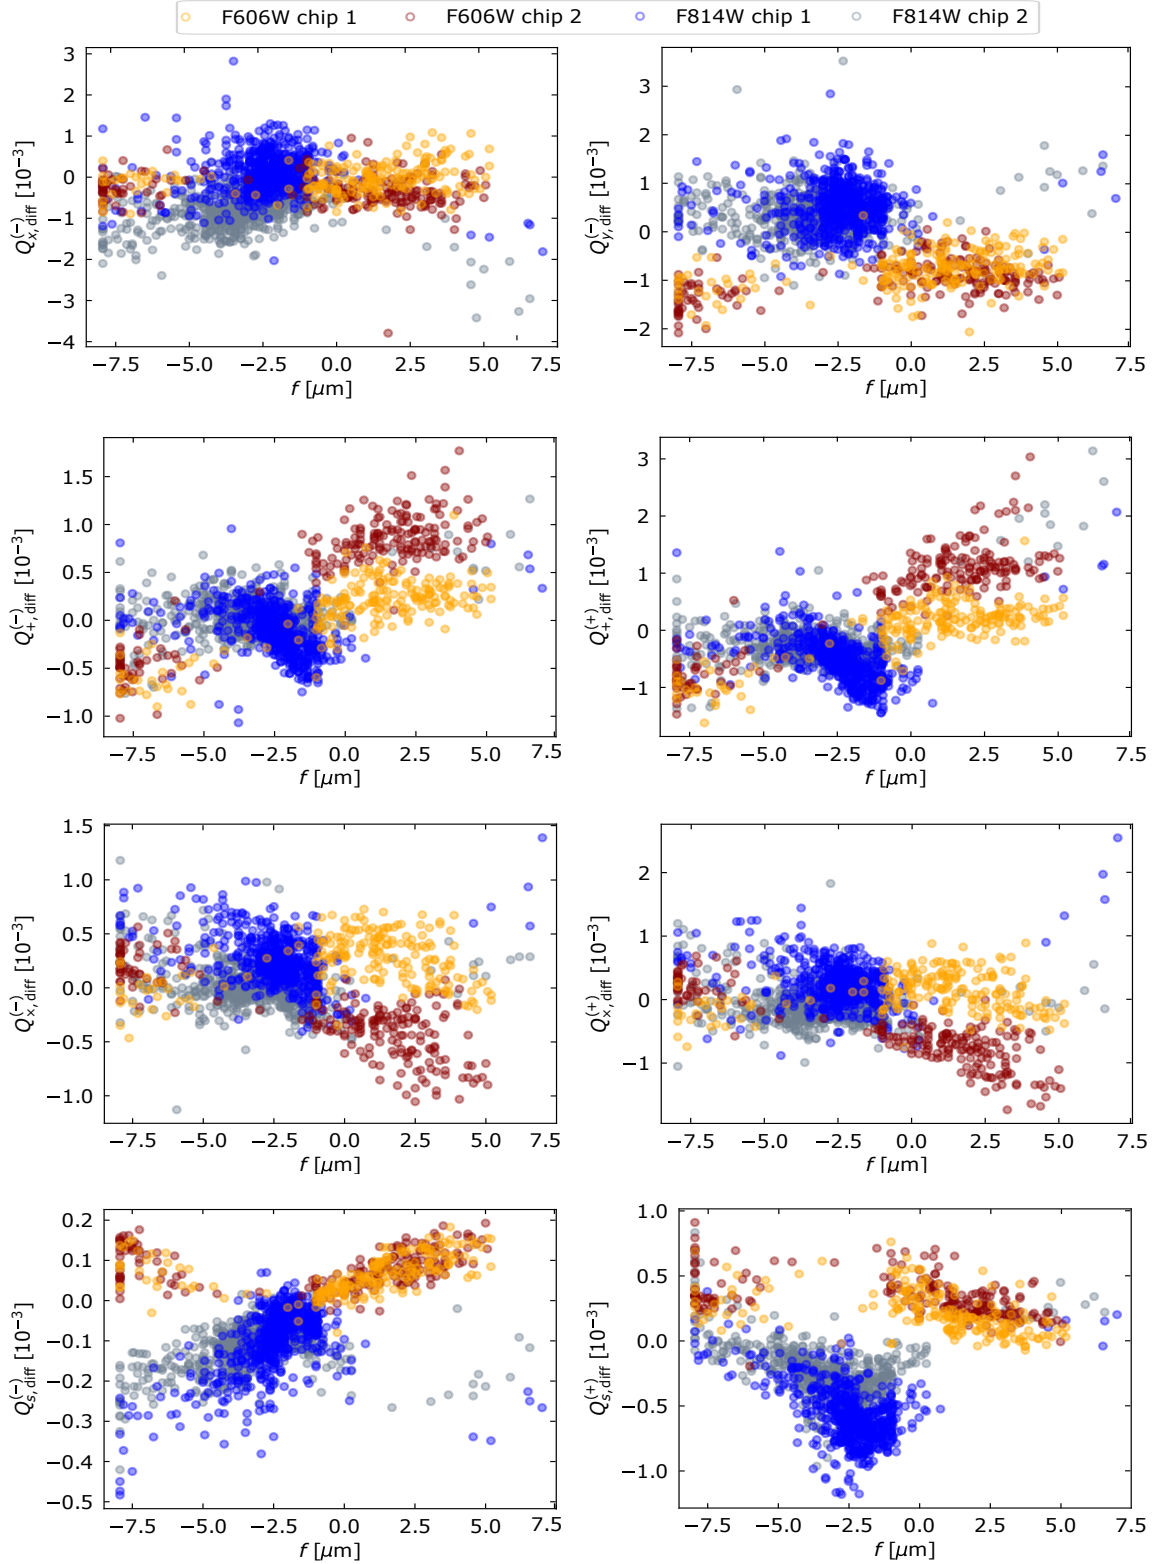 F606W chip 1 F606W chip 2 F814W chip 1 F814W chip 2
3
2
1
0
−1
−2
−3
−4
Q_{x,diff}^{(−)} [10^{−3}]
−7.5 −5.0 −2.5 0.0 2.5 5.0 7.5
f [μm]
3
2
1
0
−1
−2
Q_{y,diff}^{(−)} [10^{−3}]
−7.5 −5.0 −2.5 0.0 2.5 5.0 7.5
f [μm]
1.5
1.0
0.5
0.0
−0.5
−1.0
Q_{+,diff}^{(−)} [10^{−3}]
−7.5 −5.0 −2.5 0.0 2.5 5.0 7.5
f [μm]
3
2
1
0
−1
Q_{+,diff}^{(+)} [10^{−3}]
−7.5 −5.0 −2.5 0.0 2.5 5.0 7.5
f [μm]
1.5
1.0
0.5
0.0
−0.5
−1.0
Q_{×,diff}^{(−)} [10^{−3}]
−7.5 −5.0 −2.5 0.0 2.5 5.0 7.5
f [μm]
2
1
0
−1
Q_{×,diff}^{(+)} [10^{−3}]
−7.5 −5.0 −2.5 0.0 2.5 5.0 7.5
f [μm]
0.2
0.1
0.0
−0.1
−0.2
−0.3
−0.4
−0.5
Q_{s,diff}^{(−)} [10^{−3}]
−7.5 −5.0 −2.5 0.0 2.5 5.0 7.5
f [μm]
1.0
0.5
0.0
−0.5
−1.0
Q_{s,diff}^{(+)} [10^{−3}]
−7.5 −5.0 −2.5 0.0 2.5 5.0 7.5
f [μm]